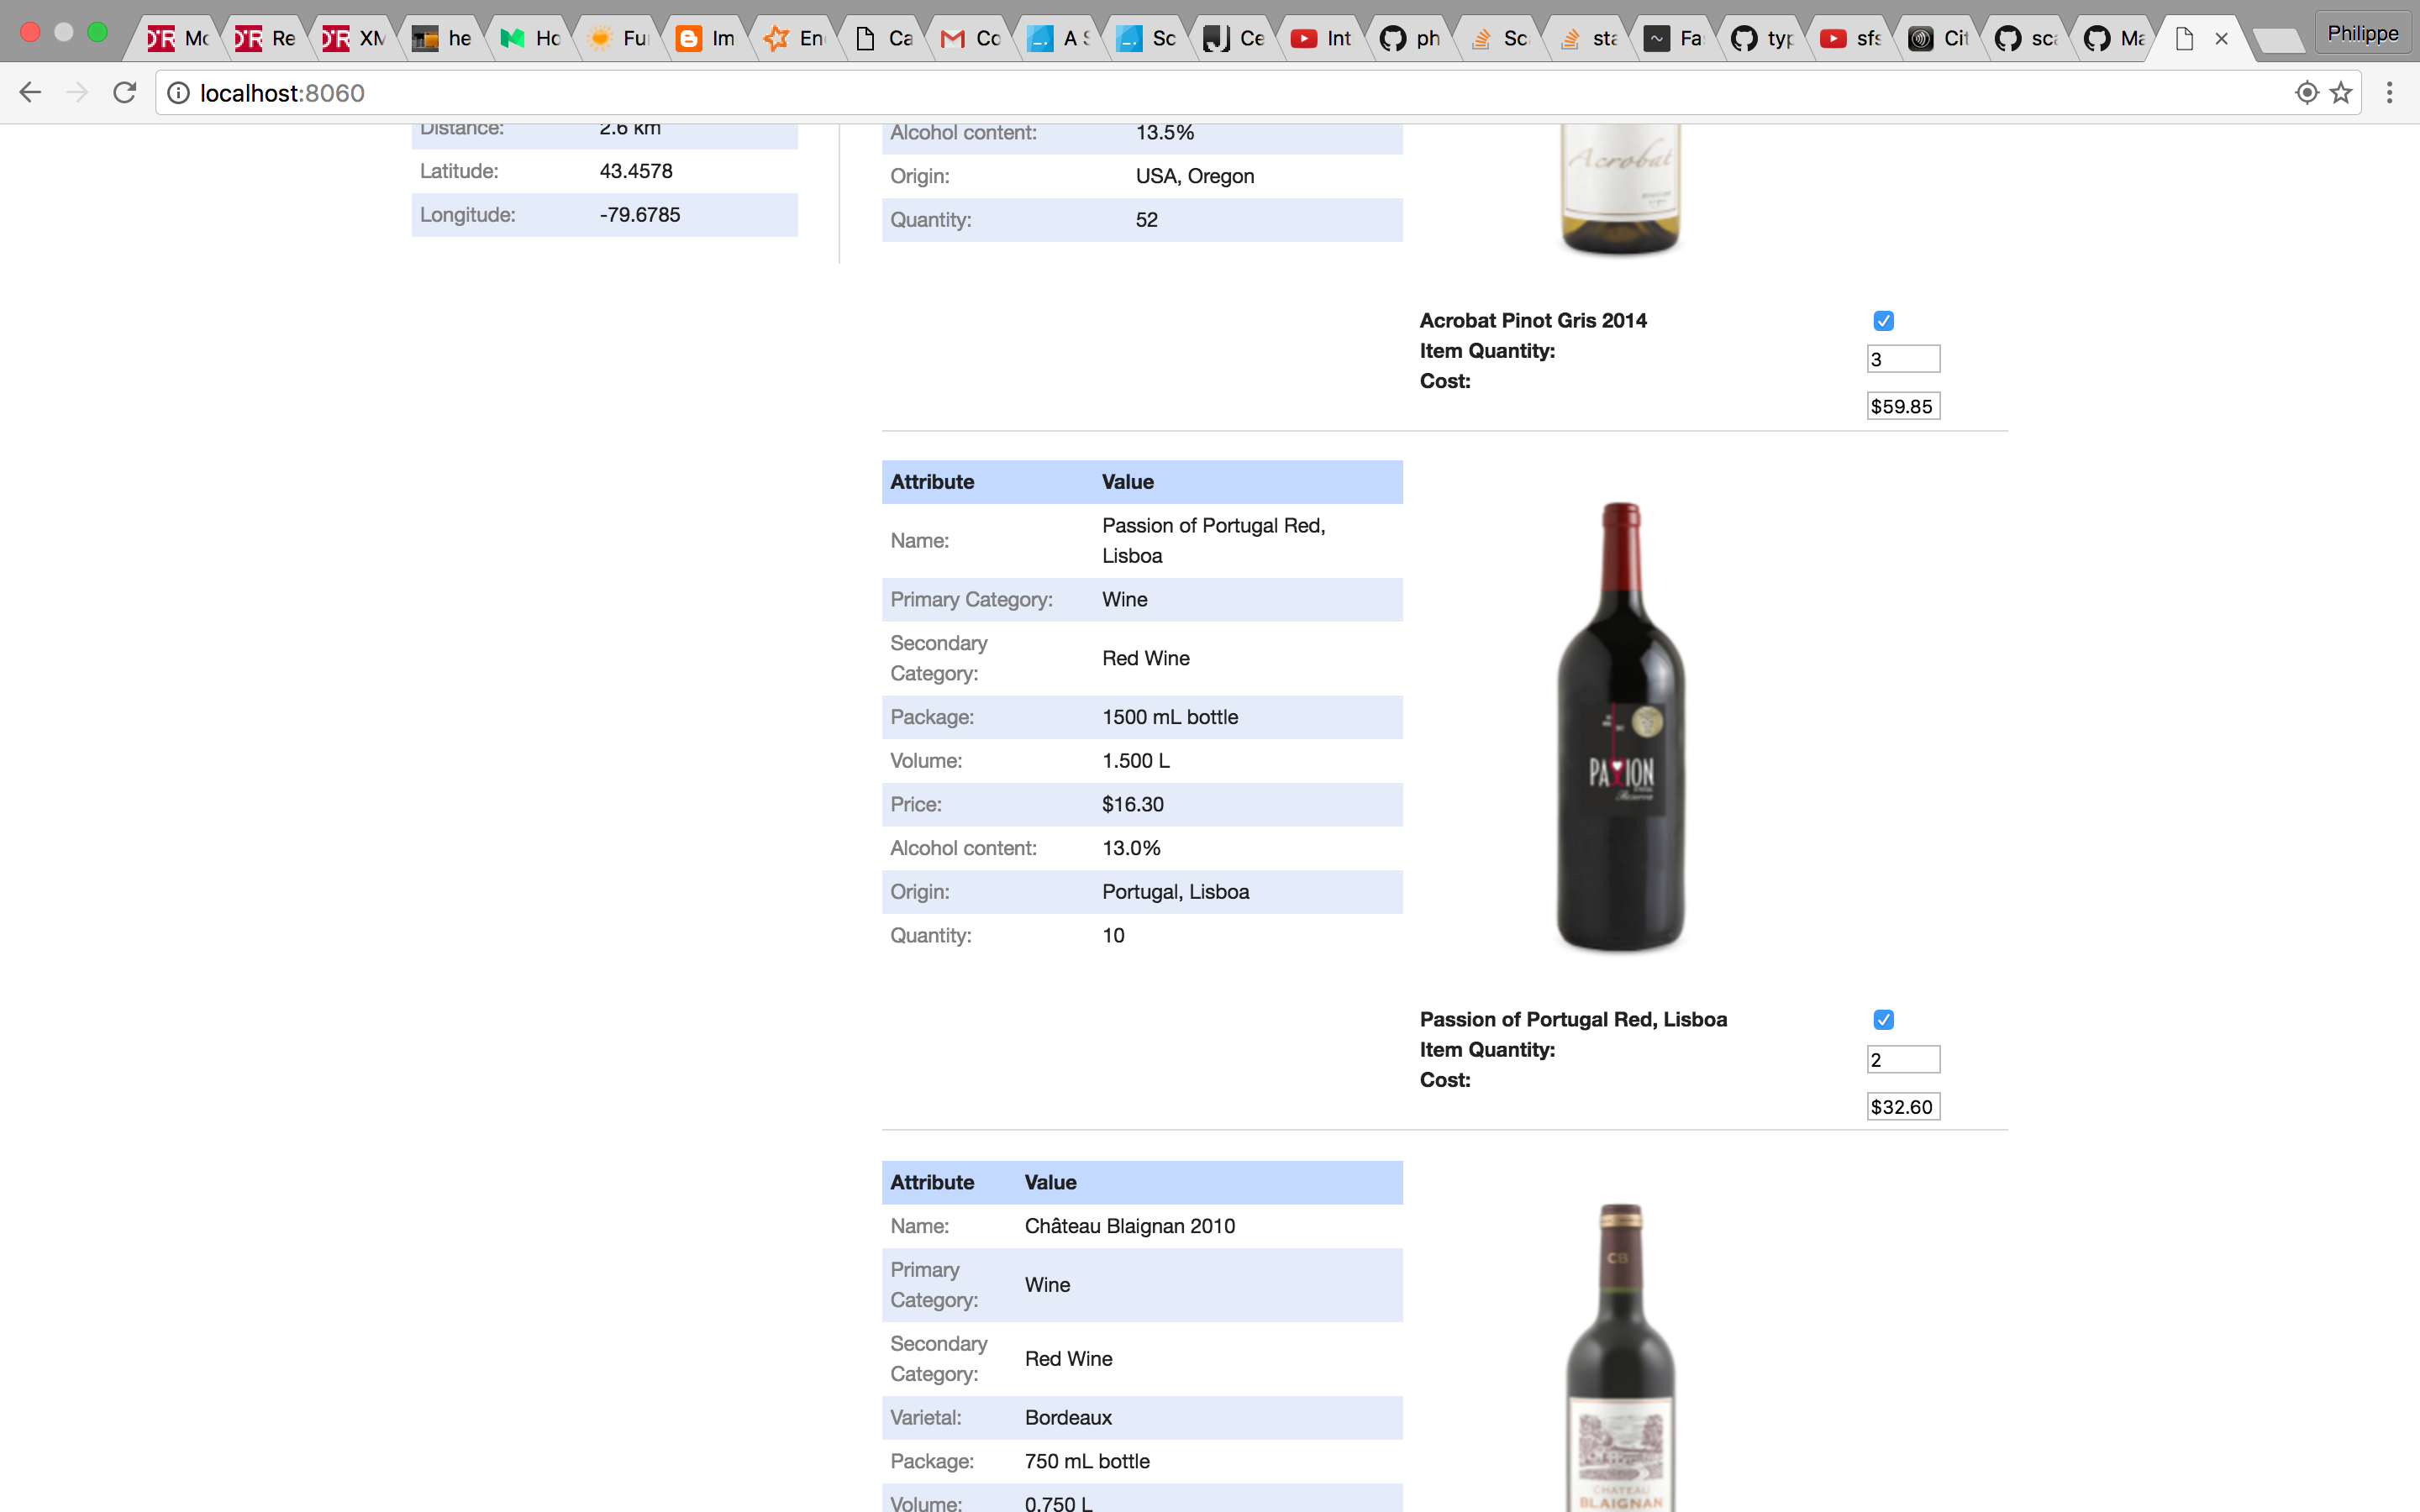 Mc
Re
XM
he
Ho
Fu
Im
En
Ca
Co
A S
Sc
Ce
Int
ph
Sc
sta
Fa
typ
sfs
Cit
sca
Ma
Philippe
localhost:8060
Distance: 2.6 km
Latitude: 43.4578
Longitude: -79.6785
Alcohol content: 13.5%
Origin: USA, Oregon
Quantity: 52
Acrobat
Acrobat Pinot Gris 2014
Item Quantity: 3
Cost: $59.85
Attribute Value
Name: Passion of Portugal Red,
Lisboa
Primary Category: Wine
Secondary
Category: Red Wine
Package: 1500 mL bottle
Volume: 1.500 L
Price: $16.30
Alcohol content: 13.0%
Origin: Portugal, Lisboa
Quantity: 10
PAXION
Reserva
Passion of Portugal Red, Lisboa
Item Quantity: 2
Cost: $32.60
Attribute Value
Name: Château Blaignan 2010
Primary
Category: Wine
Secondary
Category: Red Wine
Varietal: Bordeaux
Package: 750 mL bottle
Volume: 0.750 L
CB
CHATEAU
BLAIGNAN